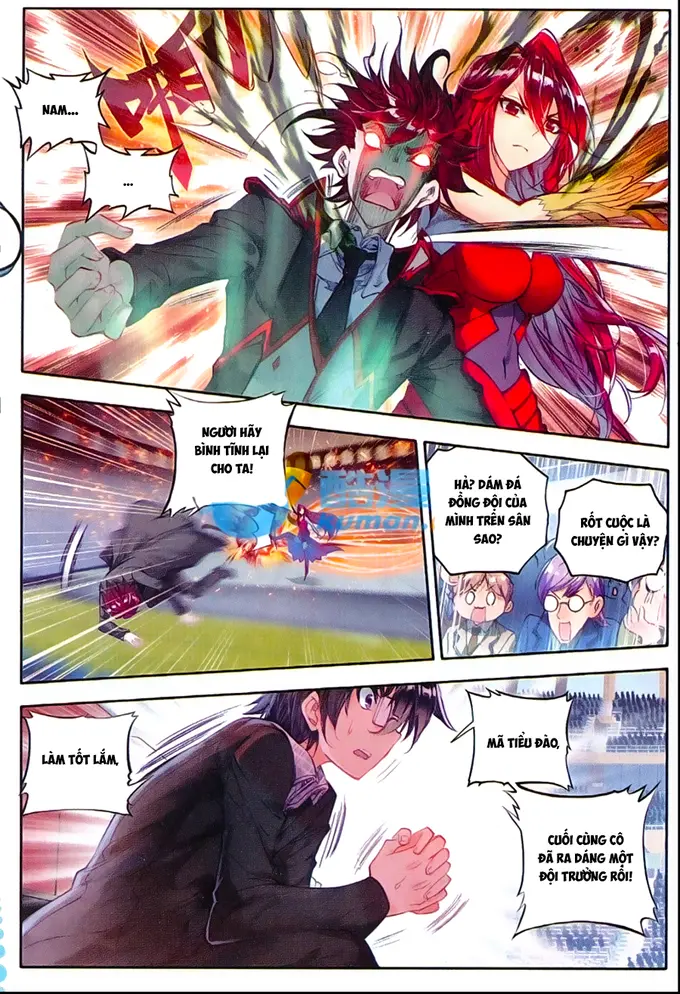 NAM...
...
NGƯƠI HÃY
BÌNH TĨNH LẠI
CHO TA!
HẢ? DÁM ĐÁ
ĐỒNG ĐỘI CỦA
MÌNH TRÊN SÂN
SAO?
RỐT CUỘC LÀ
CHUYỆN GÌ VẬY?
LÀM TỐT LẮM,
MÃ TIỂU ĐÀO,
CUỐI CÙNG CÔ
ĐÃ RA DÁNG MỘT
ĐỘI TRƯỞNG RỒI!